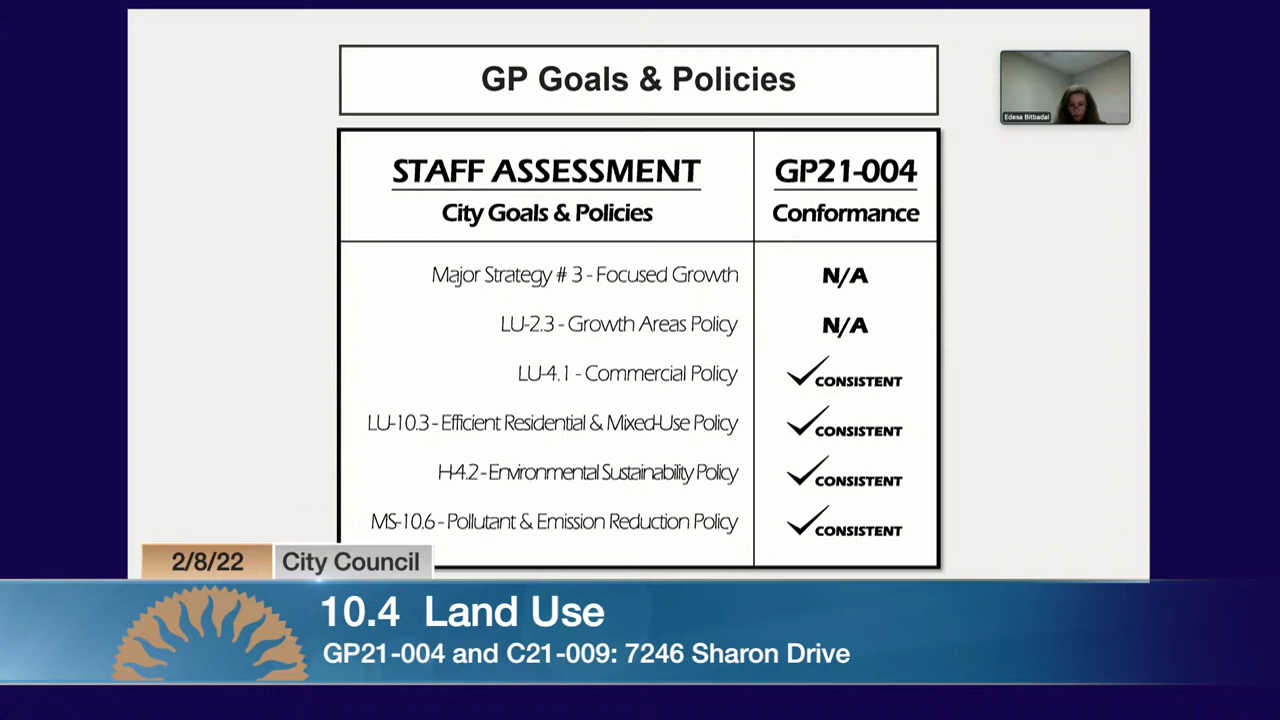 GP Goals & Policies
Edesa Bitbadal
STAFF ASSESSMENT
City Goals & Policies
GP21-004
Conformance
Major Strategy # 3 - Focused Growth
N/A
LU-2.3 - Growth Areas Policy
N/A
LU-4.1 - Commercial Policy
CONSISTENT
LU-10.3 - Efficient Residential & Mixed-Use Policy
CONSISTENT
H-4.2 - Environmental Sustainability Policy
CONSISTENT
MS-10.6 - Pollutant & Emission Reduction Policy
CONSISTENT
2/8/22
City Council
10.4 Land Use
GP21-004 and C21-009: 7246 Sharon Drive